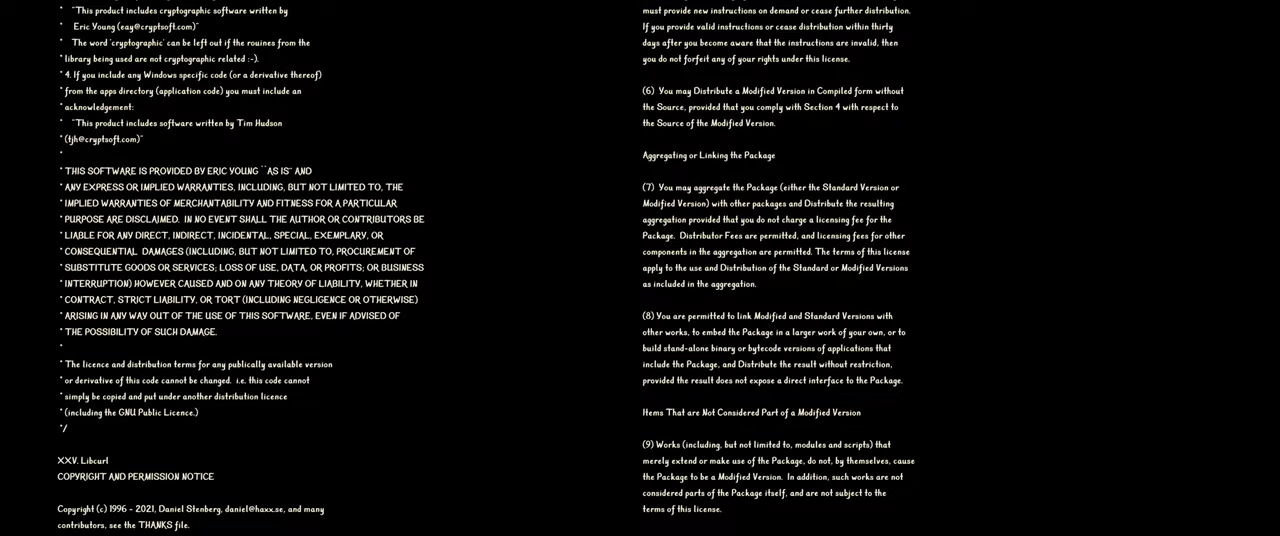 *    "This product includes cryptographic software written by
*     Eric Young (eay@cryptsoft.com)"
*    The word 'cryptographic' can be left out if the rouines from the
* library being used are not cryptographic related :-).
* 4. If you include any Windows specific code (or a derivative thereof)
* from the apps directory (application code) you must include an
* acknowledgement:
*    "This product includes software written by Tim Hudson
* (tjh@cryptsoft.com)"
*
* THIS SOFTWARE IS PROVIDED BY ERIC YOUNG ``AS IS'' AND
* ANY EXPRESS OR IMPLIED WARRANTIES, INCLUDING, BUT NOT LIMITED TO, THE
* IMPLIED WARRANTIES OF MERCHANTABILITY AND FITNESS FOR A PARTICULAR
* PURPOSE ARE DISCLAIMED.  IN NO EVENT SHALL THE AUTHOR OR CONTRIBUTORS BE
* LIABLE FOR ANY DIRECT, INDIRECT, INCIDENTAL, SPECIAL, EXEMPLARY, OR
* CONSEQUENTIAL  DAMAGES (INCLUDING, BUT NOT LIMITED TO, PROCUREMENT OF
* SUBSTITUTE GOODS OR SERVICES; LOSS OF USE, DATA, OR PROFITS; OR BUSINESS
* INTERRUPTION) HOWEVER CAUSED AND ON ANY THEORY OF LIABILITY, WHETHER IN
* CONTRACT, STRICT LIABILITY, OR TORT (INCLUDING NEGLIGENCE OR OTHERWISE)
* ARISING IN ANY WAY OUT OF THE USE OF THIS SOFTWARE, EVEN IF ADVISED OF
* THE POSSIBILITY OF SUCH DAMAGE.
*
* The licence and distribution terms for any publically available version
* or derivative of this code cannot be changed.  i.e. this code cannot
* simply be copied and put under another distribution licence
* (including the GNU Public Licence.)
*/
XXV. Libcurl
COPYRIGHT AND PERMISSION NOTICE
Copyright (c) 1996 - 2021, Daniel Stenberg, daniel@haxx.se, and many
contributors, see the THANKS file.
must provide new instructions on demand or cease further distribution.
If you provide valid instructions or cease distribution within thirty
days after you become aware that the instructions are invalid, then
you do not forfeit any of your rights under this license.
(6)  You may Distribute a Modified Version in Compiled form without
the Source, provided that you comply with Section 4 with respect to
the Source of the Modified Version.
Aggregating or Linking the Package
(7)  You may aggregate the Package (either the Standard Version or
Modified Version) with other packages and Distribute the resulting
aggregation provided that you do not charge a licensing fee for the
Package.  Distributor Fees are permitted, and licensing fees for other
components in the aggregation are permitted. The terms of this license
apply to the use and Distribution of the Standard or Modified Versions
as included in the aggregation.
(8) You are permitted to link Modified and Standard Versions with
other works, to embed the Package in a larger work of your own, or to
build stand-alone binary or bytecode versions of applications that
include the Package, and Distribute the result without restriction,
provided the result does not expose a direct interface to the Package.
Items That are Not Considered Part of a Modified Version
(9) Works (including, but not limited to, modules and scripts) that
merely extend or make use of the Package, do not, by themselves, cause
the Package to be a Modified Version.  In addition, such works are not
considered parts of the Package itself, and are not subject to the
terms of this license.